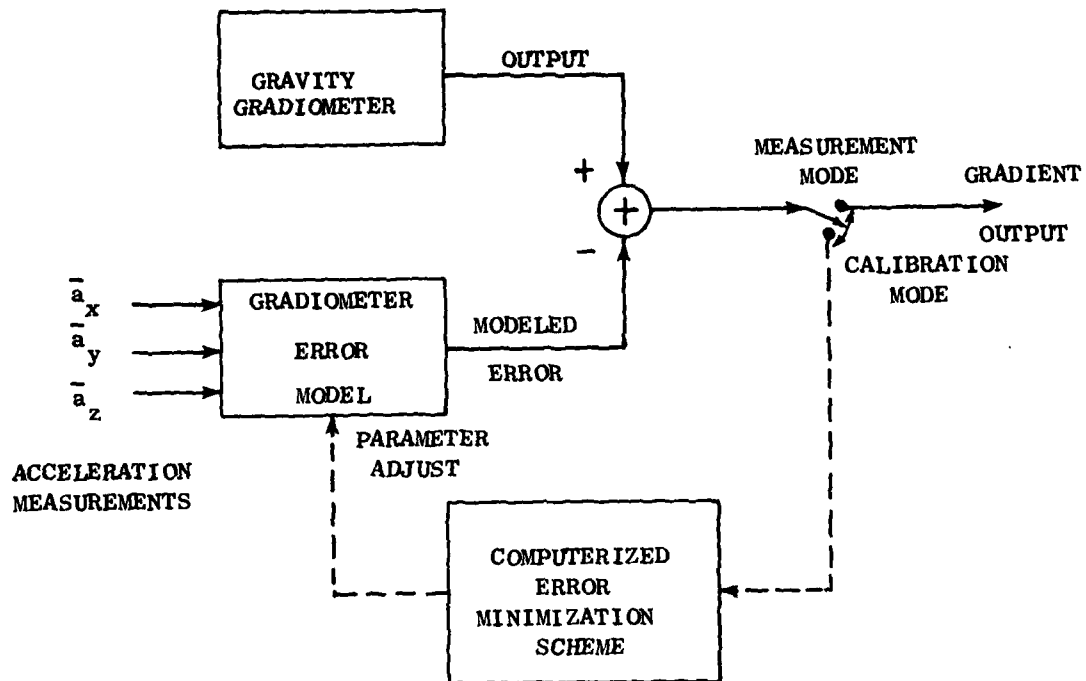 GRAVITY
GRADIOMETER
OUTPUT
+
+
-
MEASUREMENT
MODE
GRADIENT
OUTPUT
CALIBRATION
MODE
a̅x
a̅y
a̅z
ACCELERATION
MEASUREMENTS
GRADIOMETER
ERROR
MODEL
MODELED
ERROR
PARAMETER
ADJUST
COMPUTERIZED
ERROR
MINIMIZATION
SCHEME